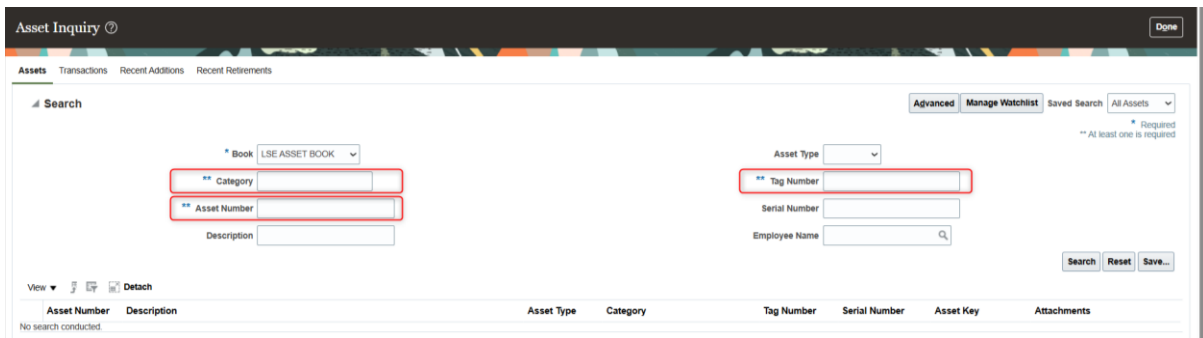 Asset Inquiry
Done
Assets Transactions Recent Additions Recent Retirements
Search
Advanced Manage Watchlist Saved Search All Assets
* Required
** At least one is required
* Book LSE ASSET BOOK
Asset Type
** Category
** Tag Number
** Asset Number
Serial Number
Description
Employee Name
Search Reset Save...
View Detach
Asset Number Description Asset Type Category Tag Number Serial Number Asset Key Attachments
No search conducted.